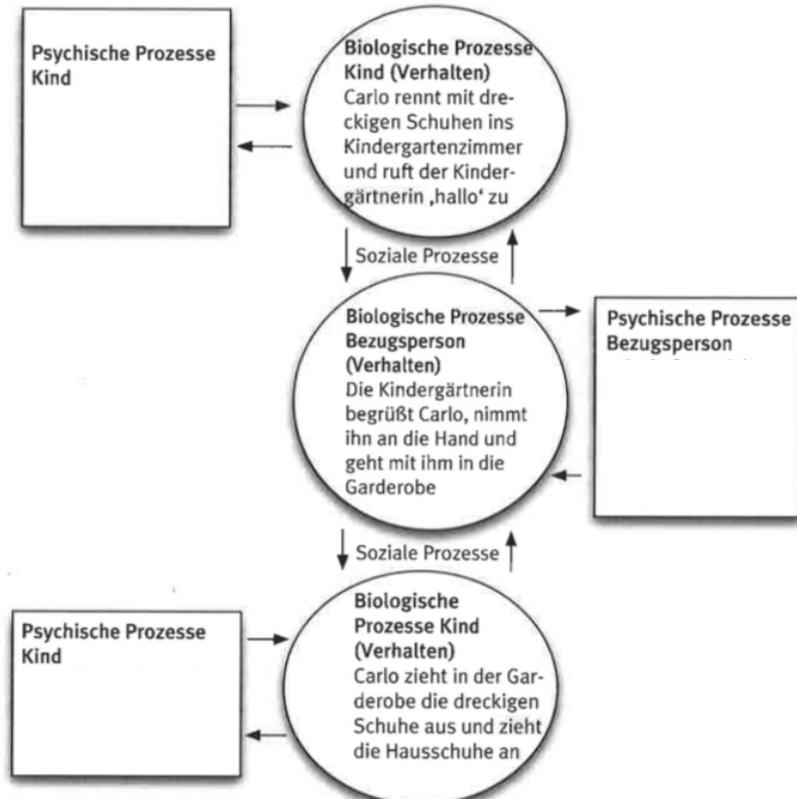 Psychische Prozesse
Kind
Biologische Prozesse
Kind (Verhalten)
Carlo rennt mit dre-
ckigen Schuhen ins
Kindergartenzimmer
und ruft der Kinder-
gärtnerin ‚hallo‘ zu
Soziale Prozesse
Biologische Prozesse
Bezugsperson
(Verhalten)
Die Kindergärtnerin
begrüßt Carlo, nimmt
ihn an die Hand und
geht mit ihm in die
Garderobe
Psychische Prozesse
Bezugsperson
Soziale Prozesse
Psychische Prozesse
Kind
Biologische
Prozesse Kind
(Verhalten)
Carlo zieht in der Gar-
derobe die dreckigen
Schuhe aus und zieht
die Hausschuhe an